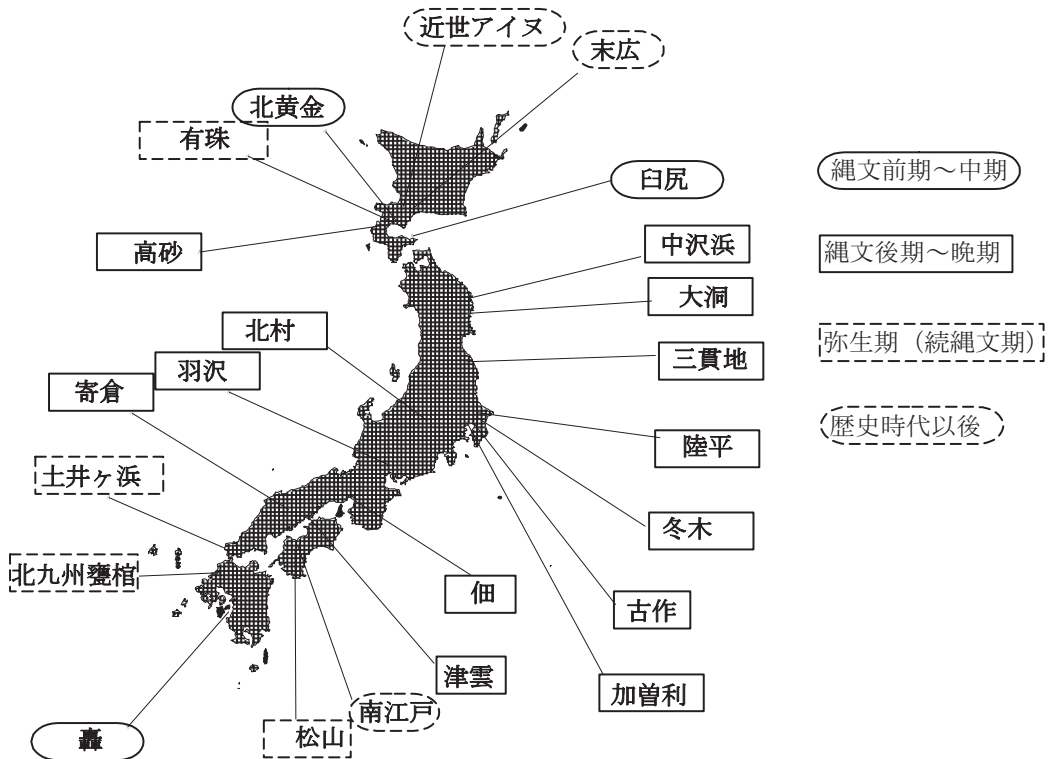 近世アイヌ
末広
北黄金
有珠
臼尻
縄文前期～中期
高砂
中沢浜
縄文後期～晩期
大洞
北村
弥生期（続縄文期）
羽沢
三貫地
寄倉
歴史時代以後
陸平
土井ヶ浜
冬木
北九州甕棺
佃
古作
津雲
加曽利
南江戸
轟
松山